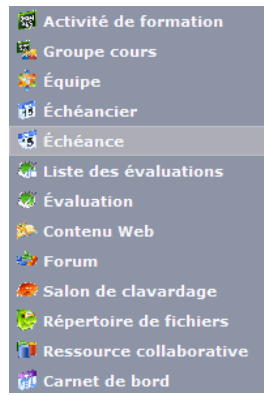 Activité de formation
Groupe cours
Équipe
Échéancier
Échéance
Liste des évaluations
Évaluation
Contenu Web
Forum
Salon de clavardage
Répertoire de fichiers
Ressource collaborative
Carnet de bord